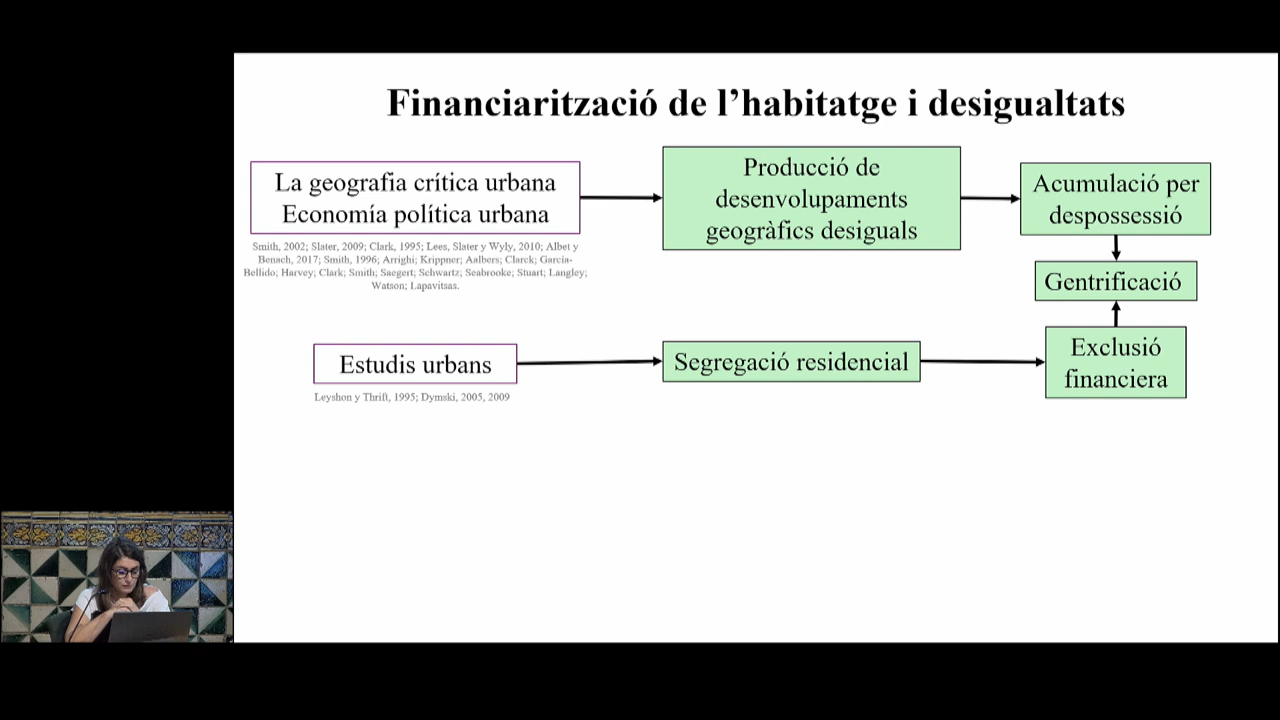 Financiarització de l’habitatge i desigualtats
La geografia crítica urbana
Economía política urbana
Smith, 2002; Slater, 2009; Clark, 1995; Lees, Slater y Wyly, 2010; Albet y
Benach, 2017; Smith, 1996; Arrighi; Krippner; Aalbers; Clarck; García-
Bellido; Harvey; Clark; Smith; Saegert; Schwartz; Seabrooke; Stuart; Langley;
Watson; Lapavitsas.
Producció de
desenvolupaments
geogràfics desiguals
Acumulació per
despossessió
Gentrificació
Estudis urbans
Leyshon y Thrift, 1995; Dymski, 2005, 2009
Segregació residencial
Exclusió
financiera